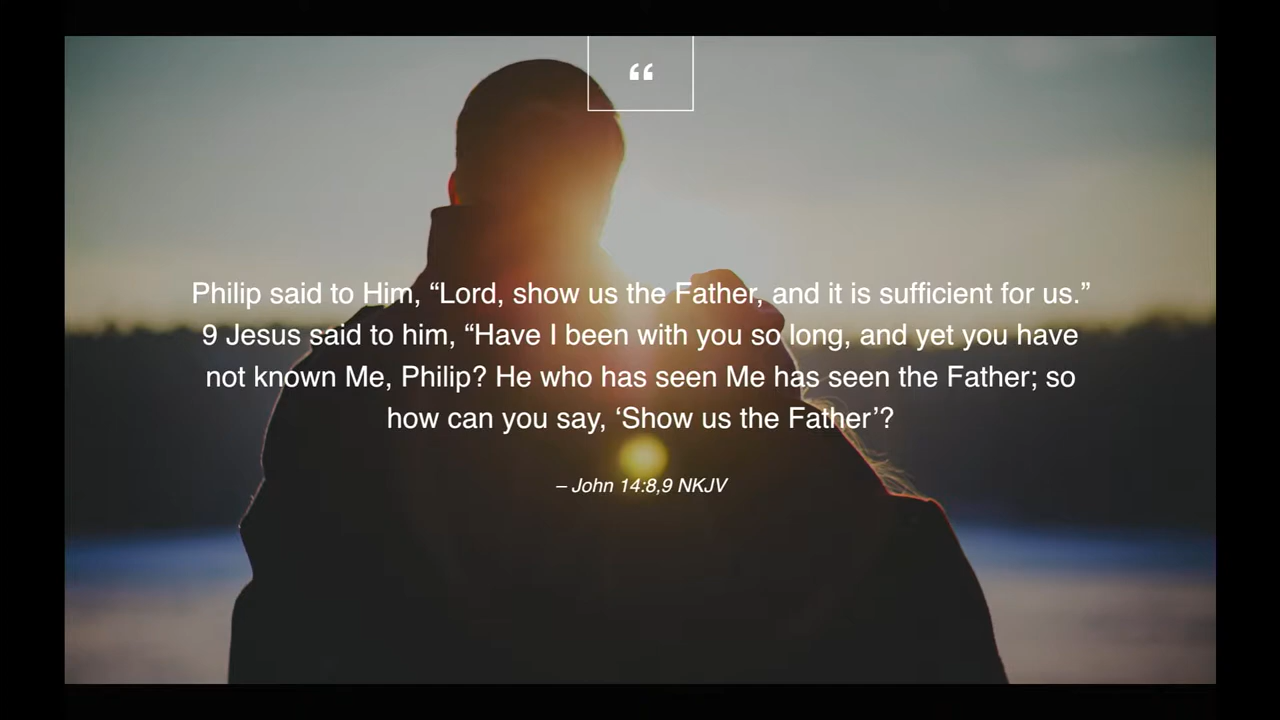 “
Philip said to Him, “Lord, show us the Father, and it is sufficient for us.”
9 Jesus said to him, “Have I been with you so long, and yet you have
not known Me, Philip? He who has seen Me has seen the Father; so
how can you say, ‘Show us the Father’?
– John 14:8,9 NKJV